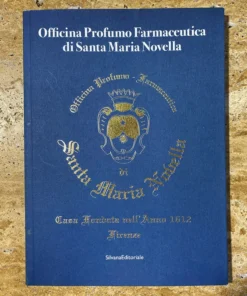 Officina Profumo Farmaceutica
di Santa Maria Novella
Officina Profumo - Farmaceutica
di
Santa Maria Novella
Casa Fondata nell'Anno 1612
Firenze
SilvanaEditoriale